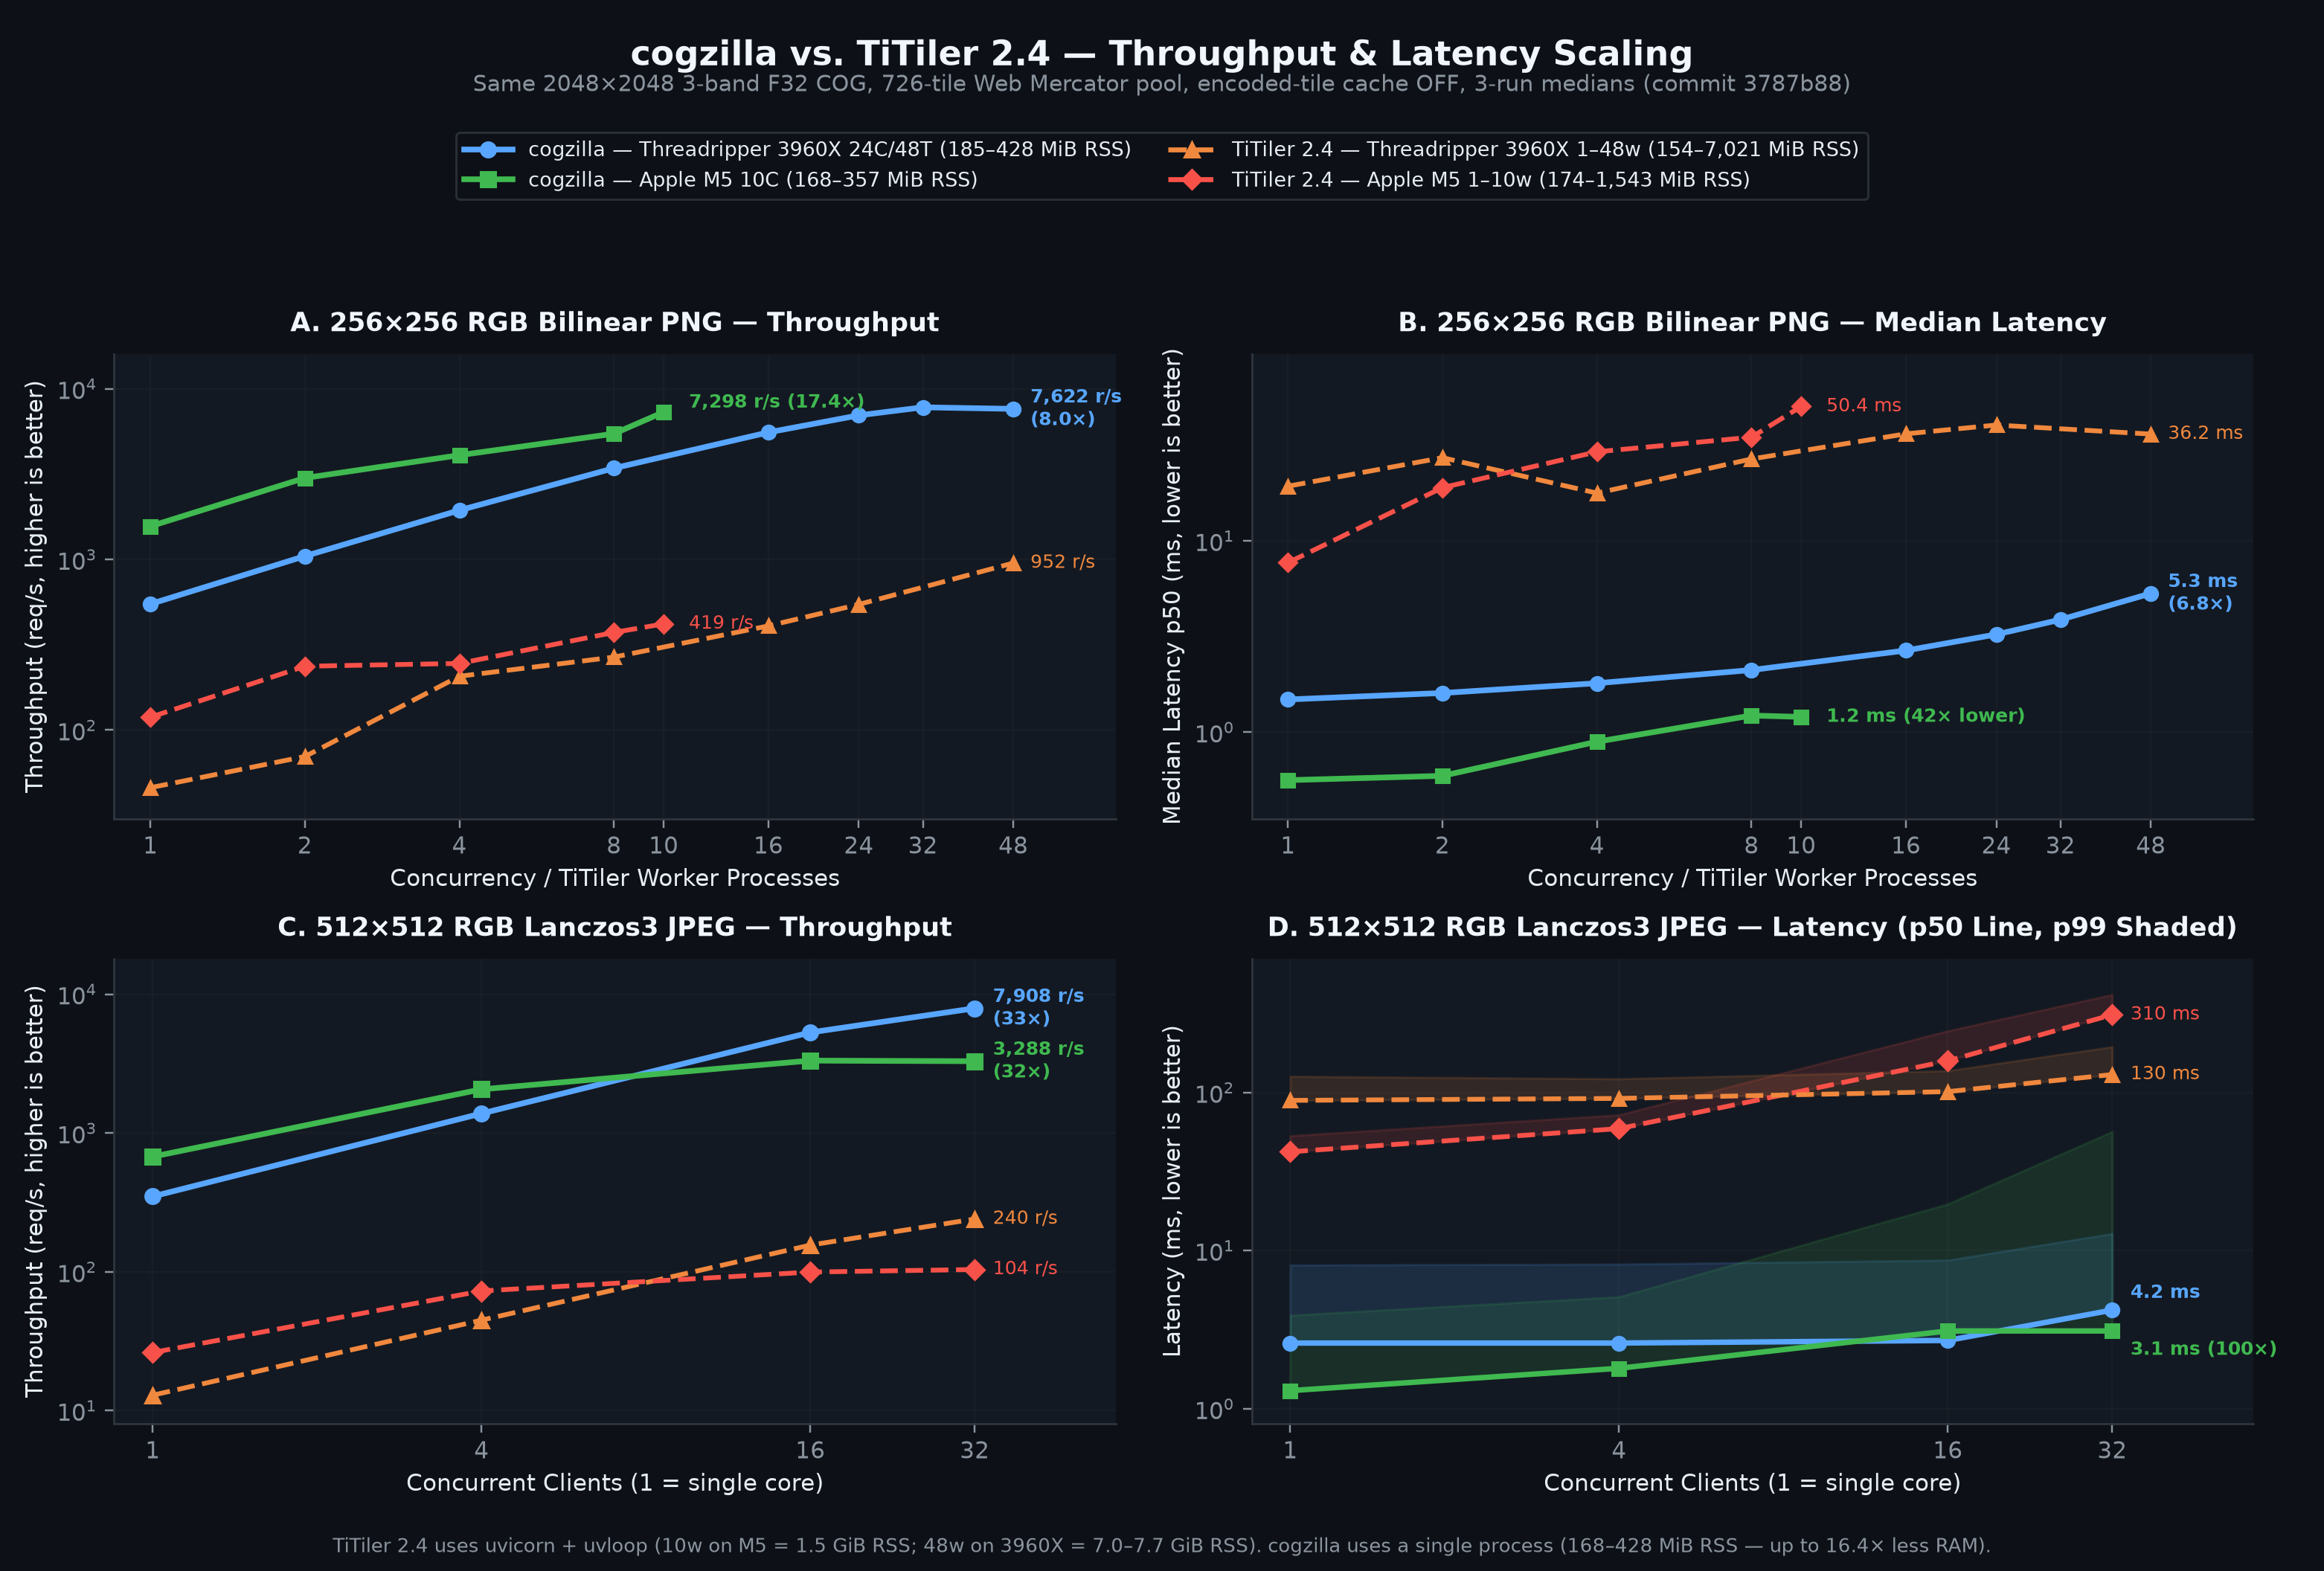 cogzilla vs. TiTiler 2.4 — Throughput & Latency Scaling
Same 2048×2048 3-band F32 COG, 726-tile Web Mercator pool, encoded-tile cache OFF, 3-run medians (commit 3787b88)
cogzilla — Threadripper 3960X 24C/48T (185–428 MiB RSS)
cogzilla — Apple M5 10C (168–357 MiB RSS)
TiTiler 2.4 — Threadripper 3960X 1–48w (154–7,021 MiB RSS)
TiTiler 2.4 — Apple M5 1–10w (174–1,543 MiB RSS)
A. 256×256 RGB Bilinear PNG — Throughput
Throughput (req/s, higher is better)
10⁴
10³
10²
7,298 r/s (17.4×)
7,622 r/s
(8.0×)
952 r/s
419 r/s
1 2 4 8 10 16 24 32 48
Concurrency / TiTiler Worker Processes
B. 256×256 RGB Bilinear PNG — Median Latency
Median Latency p50 (ms, lower is better)
10¹
10⁰
50.4 ms
36.2 ms
5.3 ms
(6.8×)
1.2 ms (42× lower)
1 2 4 8 10 16 24 32 48
Concurrency / TiTiler Worker Processes
C. 512×512 RGB Lanczos3 JPEG — Throughput
Throughput (req/s, higher is better)
10⁴
10³
10²
10¹
7,908 r/s
(33×)
3,288 r/s
(32×)
240 r/s
104 r/s
1 4 16 32
Concurrent Clients (1 = single core)
D. 512×512 RGB Lanczos3 JPEG — Latency (p50 Line, p99 Shaded)
Latency (ms, lower is better)
10²
10¹
10⁰
310 ms
130 ms
4.2 ms
3.1 ms (100×)
1 4 16 32
Concurrent Clients (1 = single core)
TiTiler 2.4 uses uvicorn + uvloop (10w on M5 = 1.5 GiB RSS; 48w on 3960X = 7.0–7.7 GiB RSS). cogzilla uses a single process (168–428 MiB RSS — up to 16.4× less RAM).